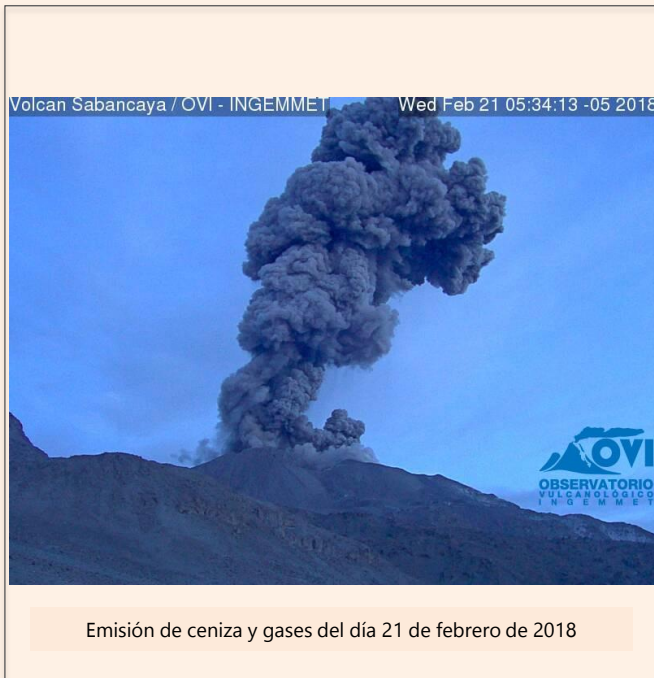 Volcan Sabancaya / OVI - INGEMMET
Wed Feb 21 05:34:13 -05 2018
OVI
OBSERVATORIO
VULCANOLÓGICO
INGEMMET
Emisión de ceniza y gases del día 21 de febrero de 2018